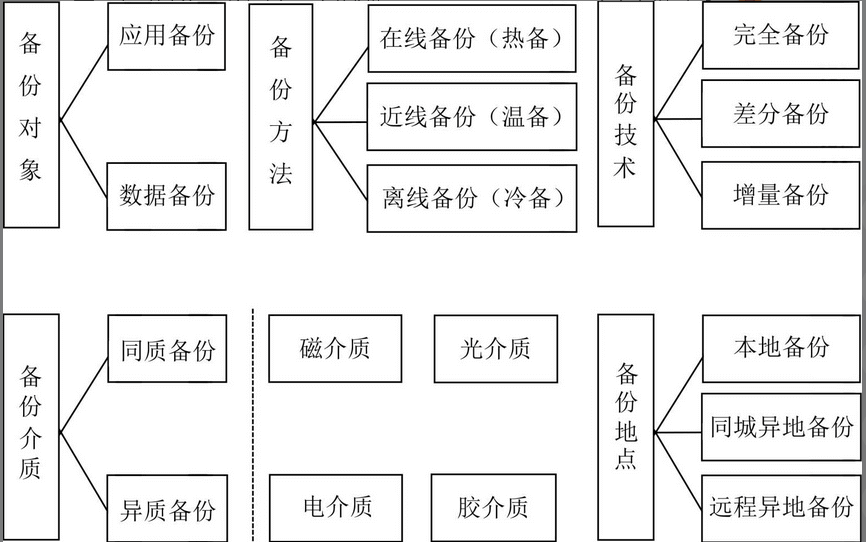 备份对象
应用备份
数据备份
备份方法
在线备份（热备）
近线备份（温备）
离线备份（冷备）
备份技术
完全备份
差分备份
增量备份
备份介质
同质备份
异质备份
磁介质
光介质
电介质
胶介质
备份地点
本地备份
同城异地备份
远程异地备份